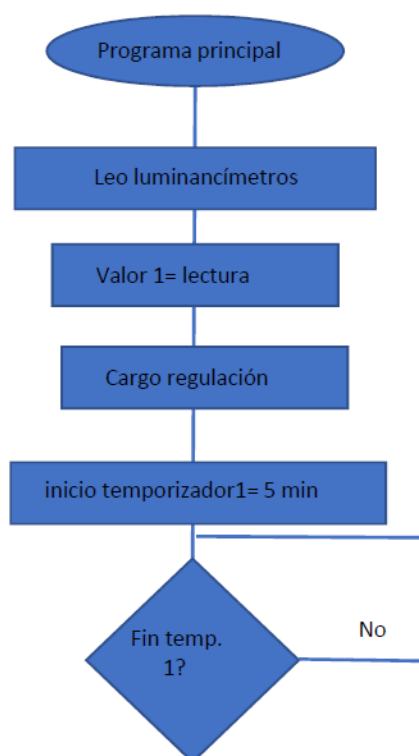 Programa principal
Leo luminancímetros
Valor 1= lectura
Cargo regulación
inicio temporizador1= 5 min
Fin temp.
1?
No